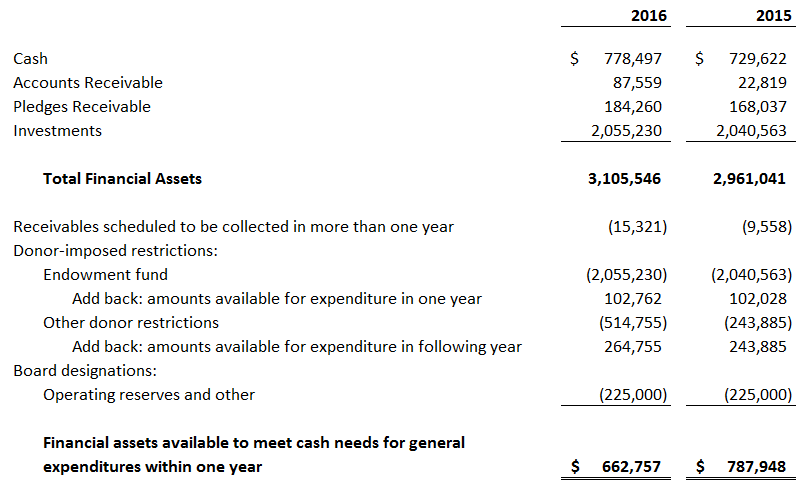 2016 2015
Cash $ 778,497 $ 729,622
Accounts Receivable 87,559 22,819
Pledges Receivable 184,260 168,037
Investments 2,055,230 2,040,563
Total Financial Assets 3,105,546 2,961,041
Receivables scheduled to be collected in more than one year (15,321) (9,558)
Donor-imposed restrictions:
Endowment fund (2,055,230) (2,040,563)
Add back: amounts available for expenditure in one year 102,762 102,028
Other donor restrictions (514,755) (243,885)
Add back: amounts available for expenditure in following year 264,755 243,885
Board designations:
Operating reserves and other (225,000) (225,000)
Financial assets available to meet cash needs for general
expenditures within one year $ 662,757 $ 787,948